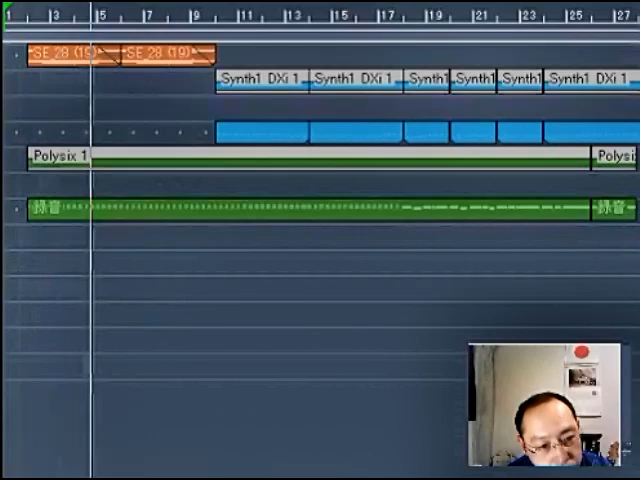 1 3 5 7 9 11 13 15 17 19 21 23 25 27
SE 28 (19) SE 28 (19)
Synth1 DXi 1 Synth1 DXi 1 Synth1 Synth1 Synth1 Synth1 DXi 1
Polysix 1 Polysi
録音 録音